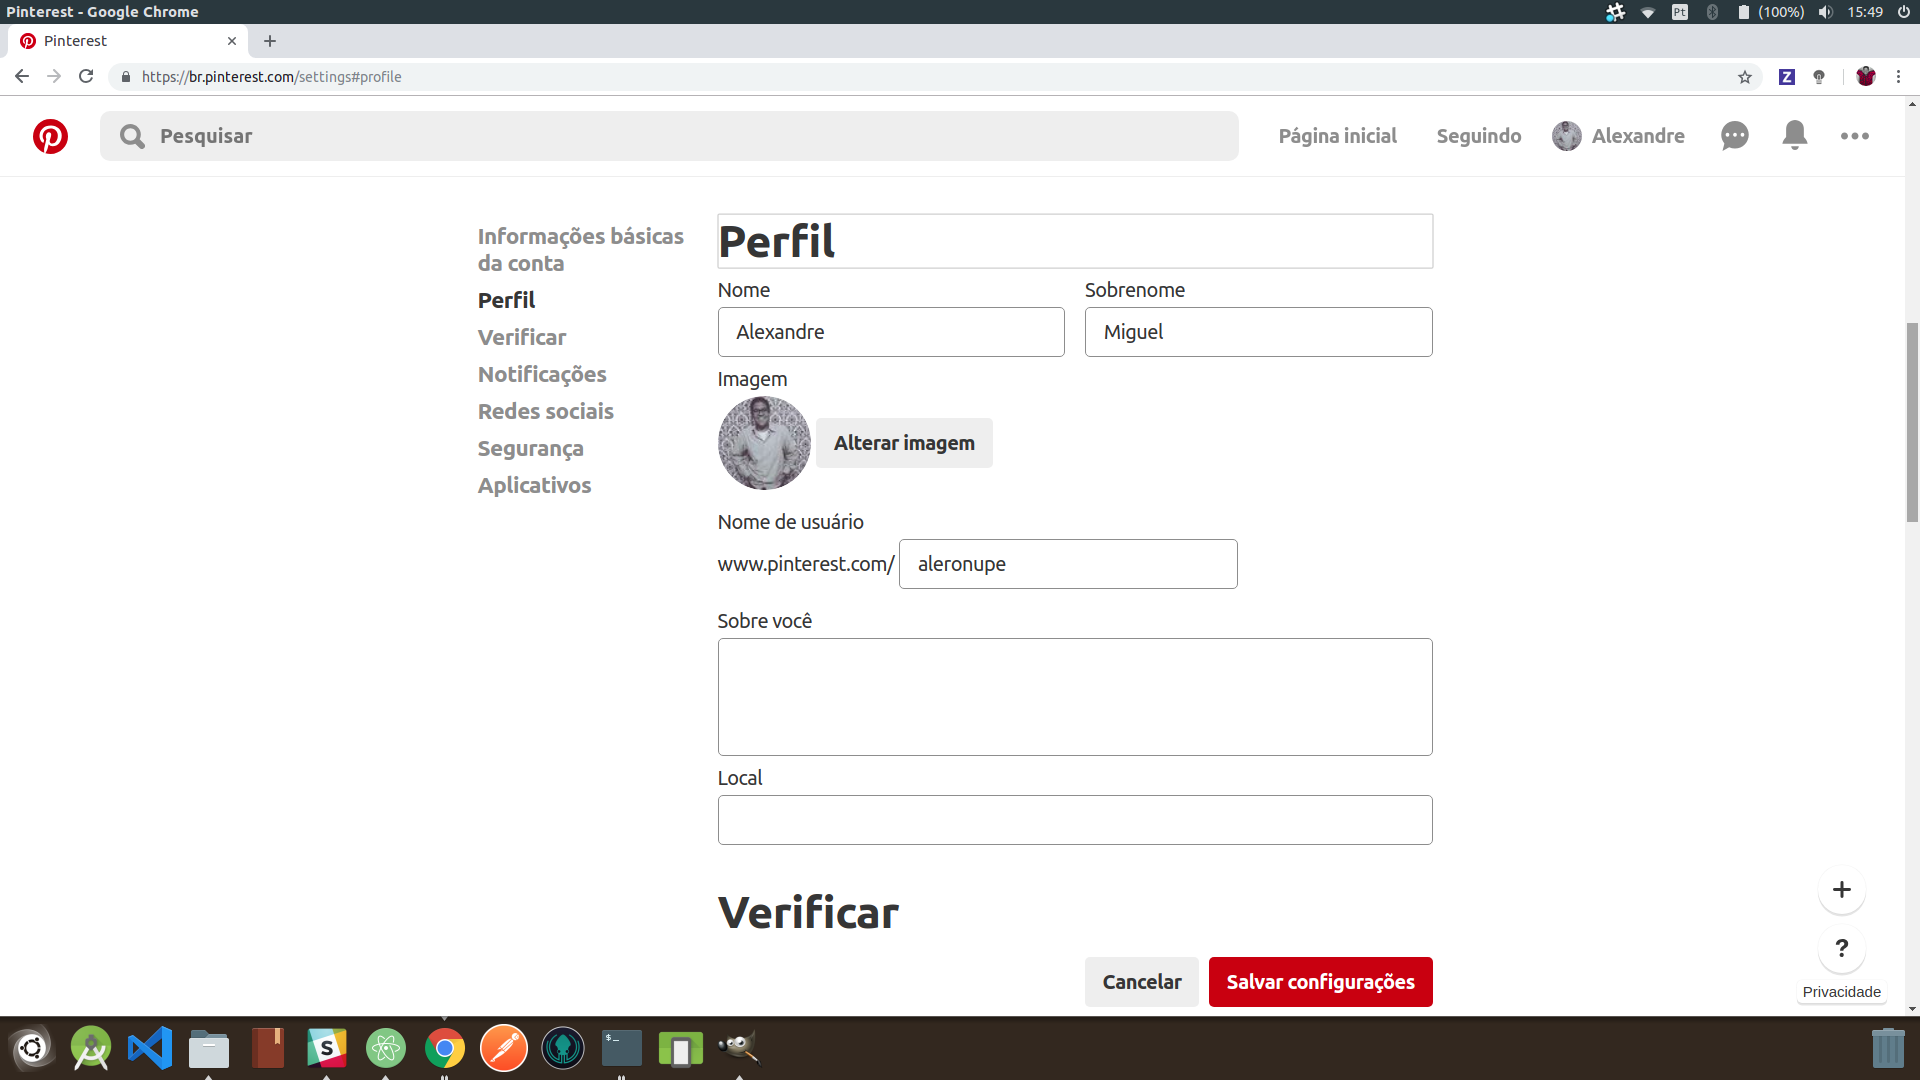 Pinterest - Google Chrome
Pt
(100%)
15:49
Pinterest
https://br.pinterest.com/settings#profile
Z
Pesquisar
Página inicial
Seguindo
Alexandre
Informações básicas
da conta
Perfil
Verificar
Notificações
Redes sociais
Segurança
Aplicativos
Perfil
Nome
Sobrenome
Alexandre
Miguel
Imagem
Alterar imagem
Nome de usuário
www.pinterest.com/
aleronupe
Sobre você
Local
Verificar
Cancelar
Salvar configurações
+
?
Privacidade
S
$_